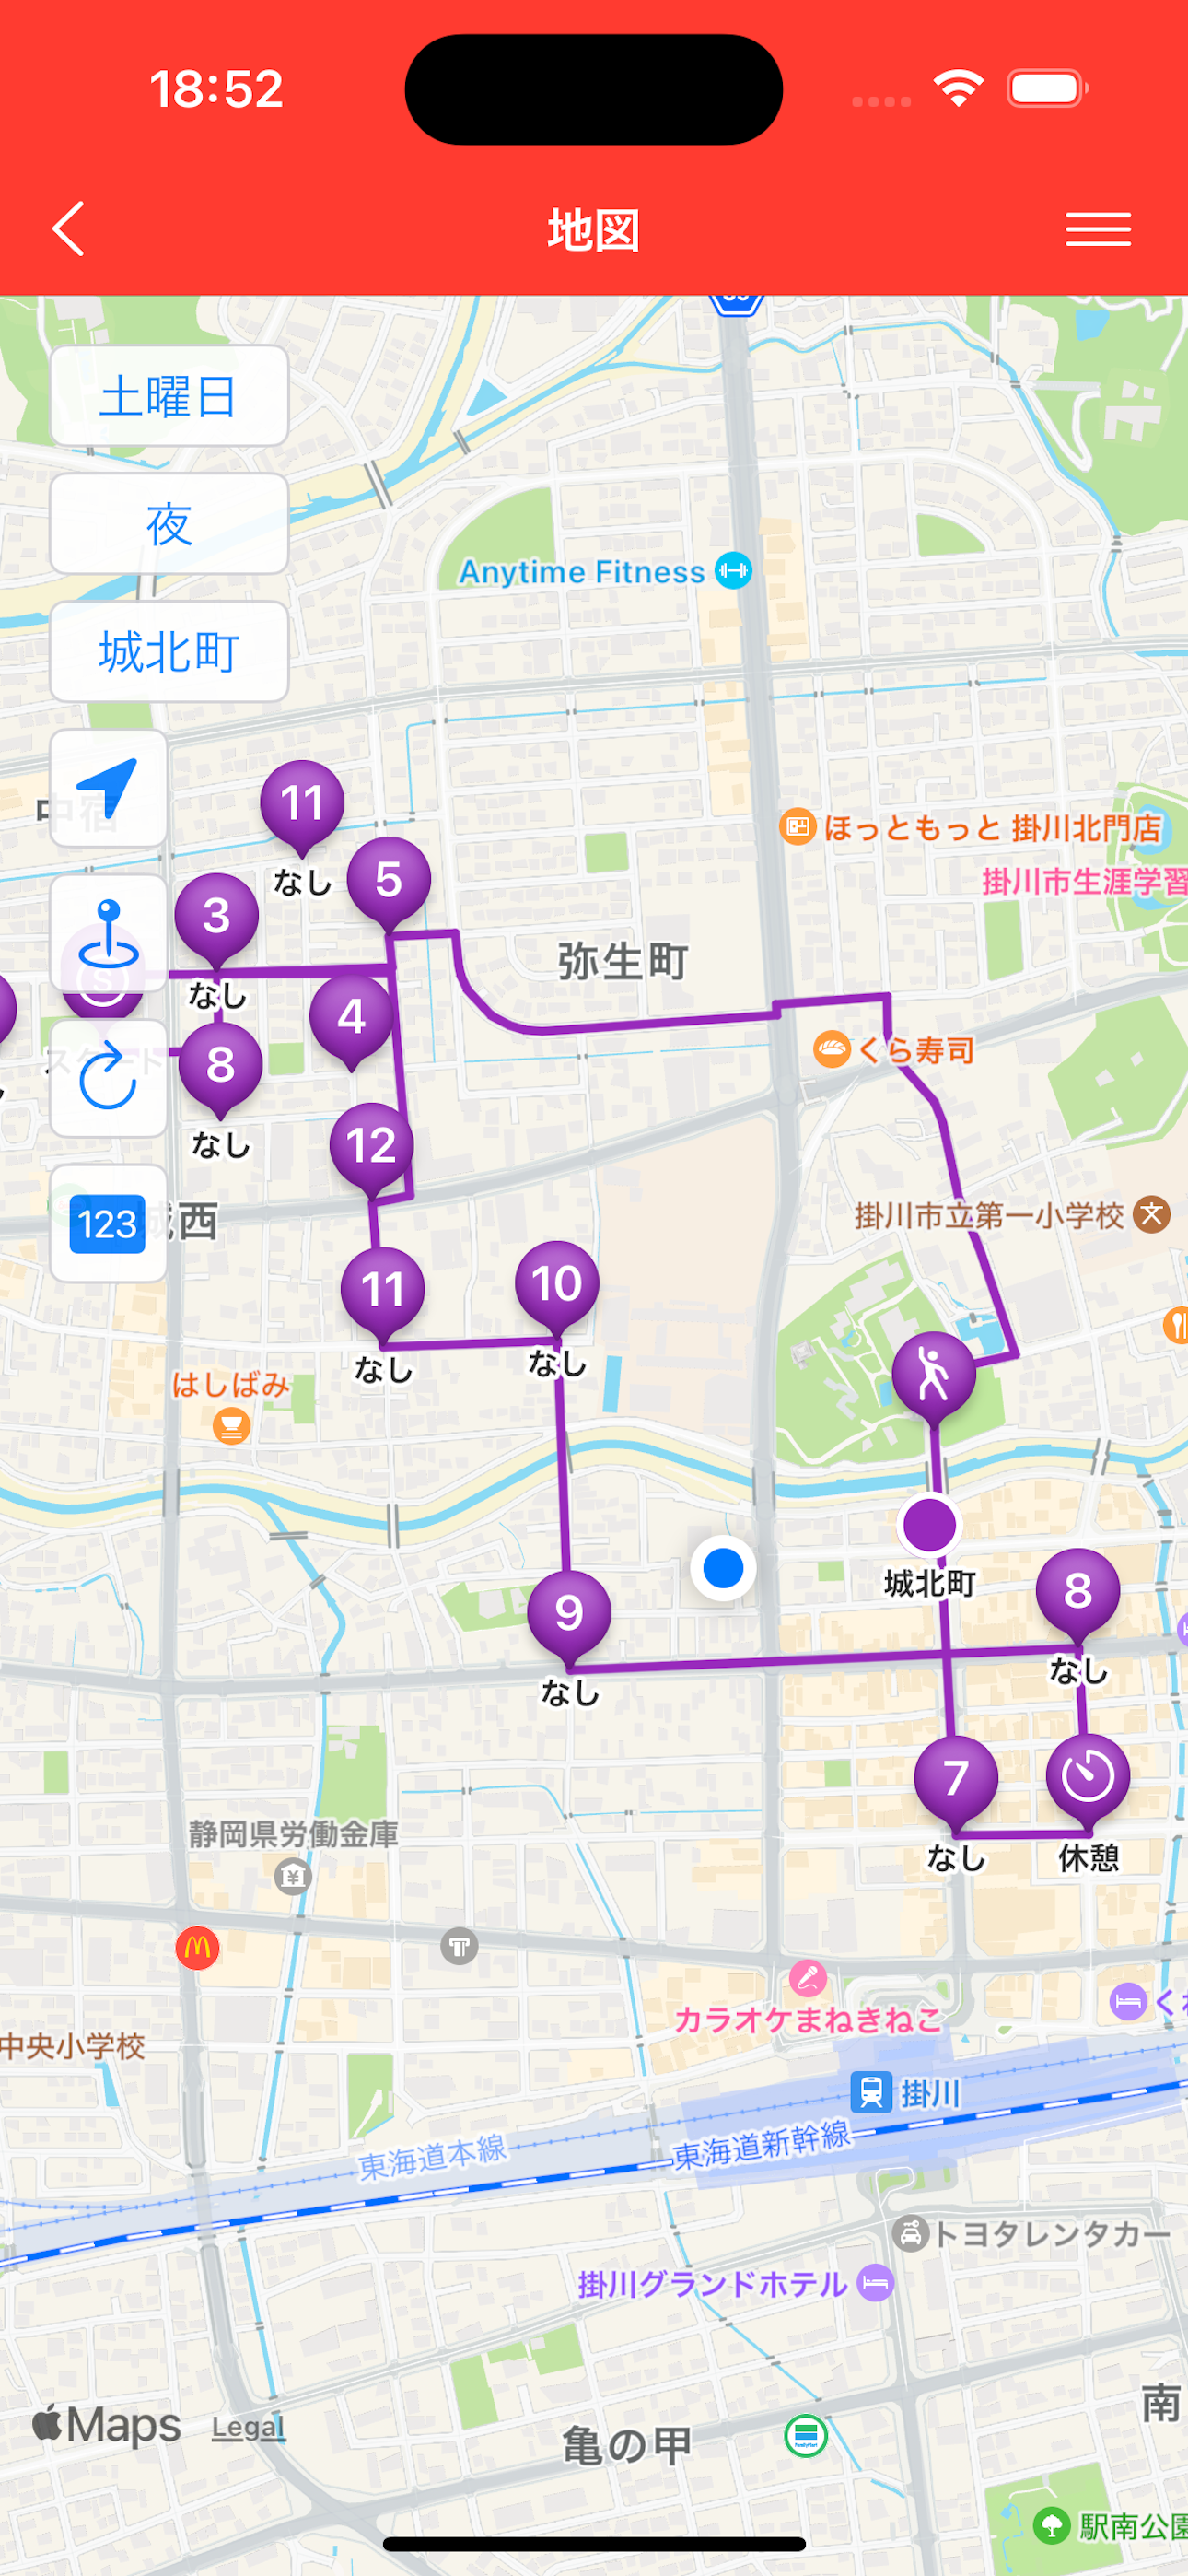 18:52
地図
土曜日
Anytime Fitness
夜
城北町
11
なし
5
ほっともっと 掛川北門店
掛川市生涯学習
3
なし
弥生町
4
くら寿司
8
なし
12
123
西
掛川市立第一小学校
11
なし
10
なし
はしばみ
城北町
9
なし
8
なし
7
なし
休憩
静岡県労働金庫
カラオケまねきねこ
中央小学校
掛川
東海道本線
東海道新幹線
トヨタレンタカー
掛川グランドホテル
南
Maps
Legal
亀の甲
駅南公園